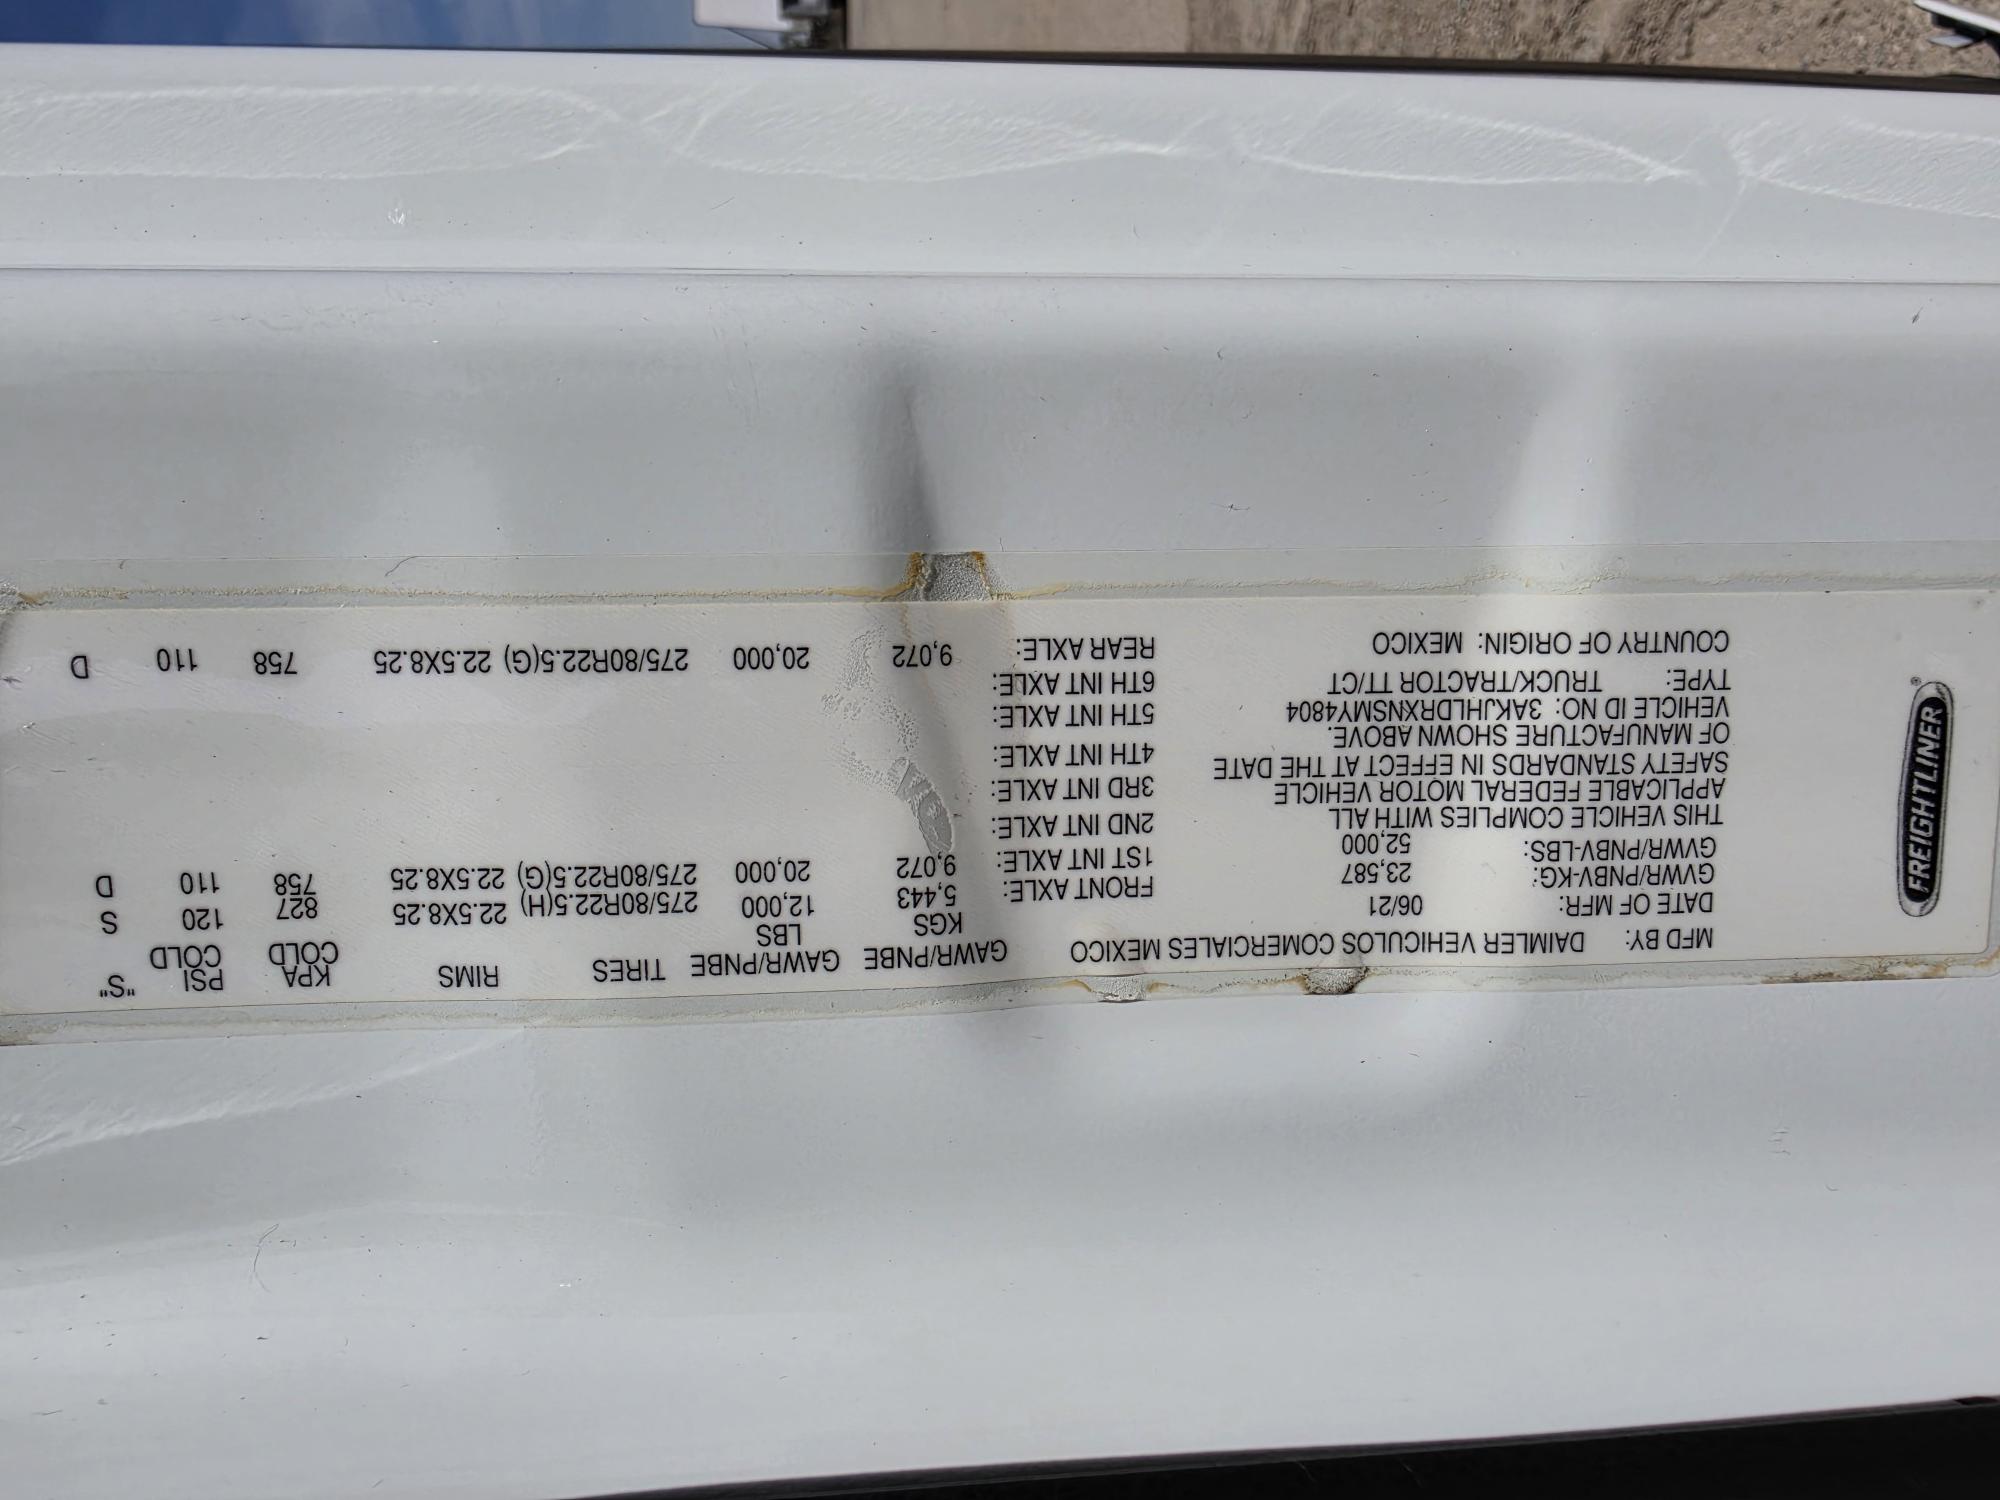 FREIGHTLINER®
MFD BY: DAIMLER VEHICULOS COMERCIALES MEXICO
DATE OF MFR: 06/21
GVWR/PNBV-KG: 23,587
GVWR/PNBV-LBS: 52,000
THIS VEHICLE COMPLIES WITH ALL
APPLICABLE FEDERAL MOTOR VEHICLE
SAFETY STANDARDS IN EFFECT AT THE DATE
OF MANUFACTURE SHOWN ABOVE.
VEHICLE ID NO: 3AKJHLDRXNSMY4804
TYPE: TRUCK/TRACTOR TT/CT
COUNTRY OF ORIGIN: MEXICO
GAWR/PNBE GAWR/PNBE TIRES RIMS KPA PSI "S"
KGS LBS COLD COLD
FRONT AXLE: 5,443 12,000 275/80R22.5(H) 22.5X8.25 827 120 S
1ST INT AXLE: 9,072 20,000 275/80R22.5(G) 22.5X8.25 758 110 D
2ND INT AXLE:
3RD INT AXLE:
4TH INT AXLE:
5TH INT AXLE:
6TH INT AXLE:
REAR AXLE: 9,072 20,000 275/80R22.5(G) 22.5X8.25 758 110 D